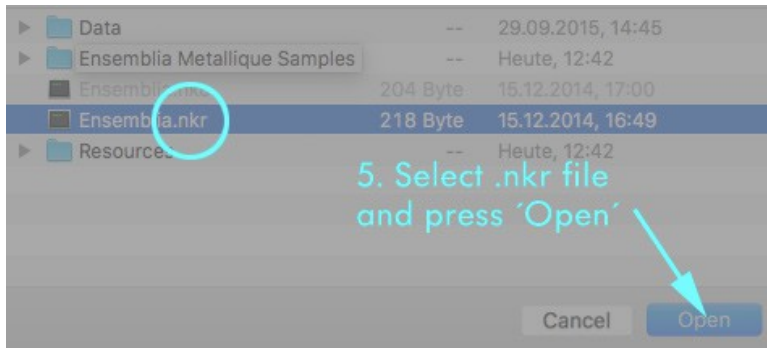 Data -- 29.09.2015, 14:45
Ensemblia Metallique Samples -- Heute, 12:42
204 Byte 15.12.2014, 17:00
Ensemblia.nkr 218 Byte 15.12.2014, 16:49
Resources -- Heute, 12:42
5. Select .nkr file
and press ´Open´
Cancel Open